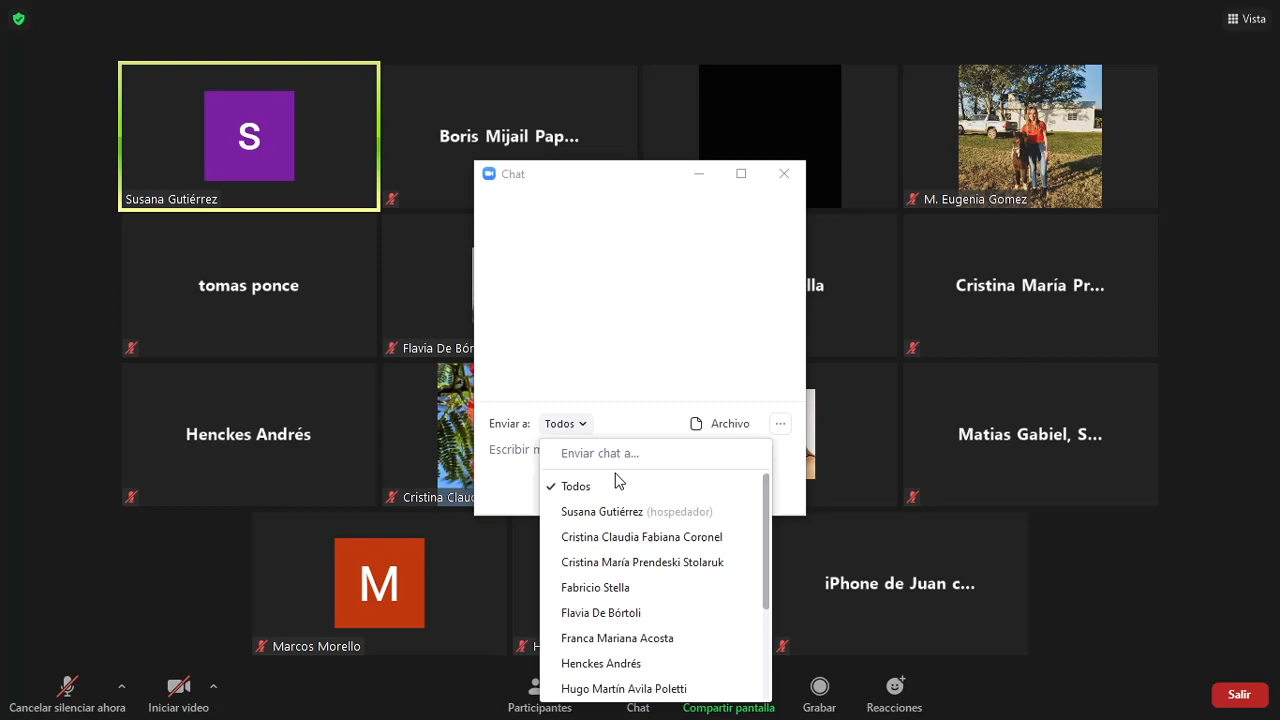 Vista
S
Susana Gutiérrez
Boris Mijail Pap...
M. Eugenia Gomez
Chat
tomas ponce
Flavia De Bór
lla
Cristina María Pr...
Henckes Andrés
Cristina Clau
Matias Gabiel, S...
Enviar a:
Todos
Archivo
...
Escribir m
Enviar chat a...
Todos
Susana Gutiérrez (hospedador)
Cristina Claudia Fabiana Coronel
Cristina María Prendeski Stolaruk
Fabricio Stella
Flavia De Bórtoli
Franca Mariana Acosta
Henckes Andrés
Hugo Martín Avila Poletti
M
Marcos Morello
H
iPhone de Juan c...
Cancelar silenciar ahora
Iniciar video
Participantes
Chat
Compartir pantalla
Grabar
Reacciones
Salir